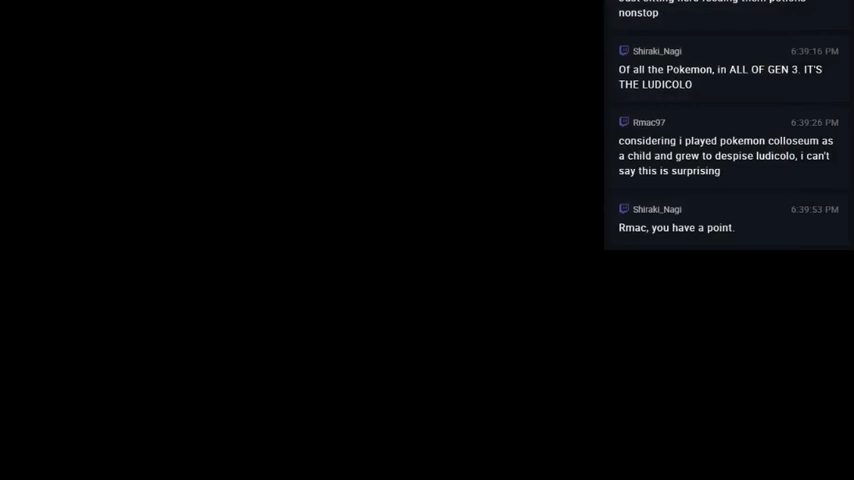 nonstop
Shiraki_Nagi 6:39:16 PM
Of all the Pokemon, in ALL OF GEN 3. IT'S
THE LUDICOLO
Rmac97 6:39:26 PM
considering i played pokemon colloseum as
a child and grew to despise ludicolo, i can't
say this is surprising
Shiraki_Nagi 6:39:53 PM
Rmac, you have a point.